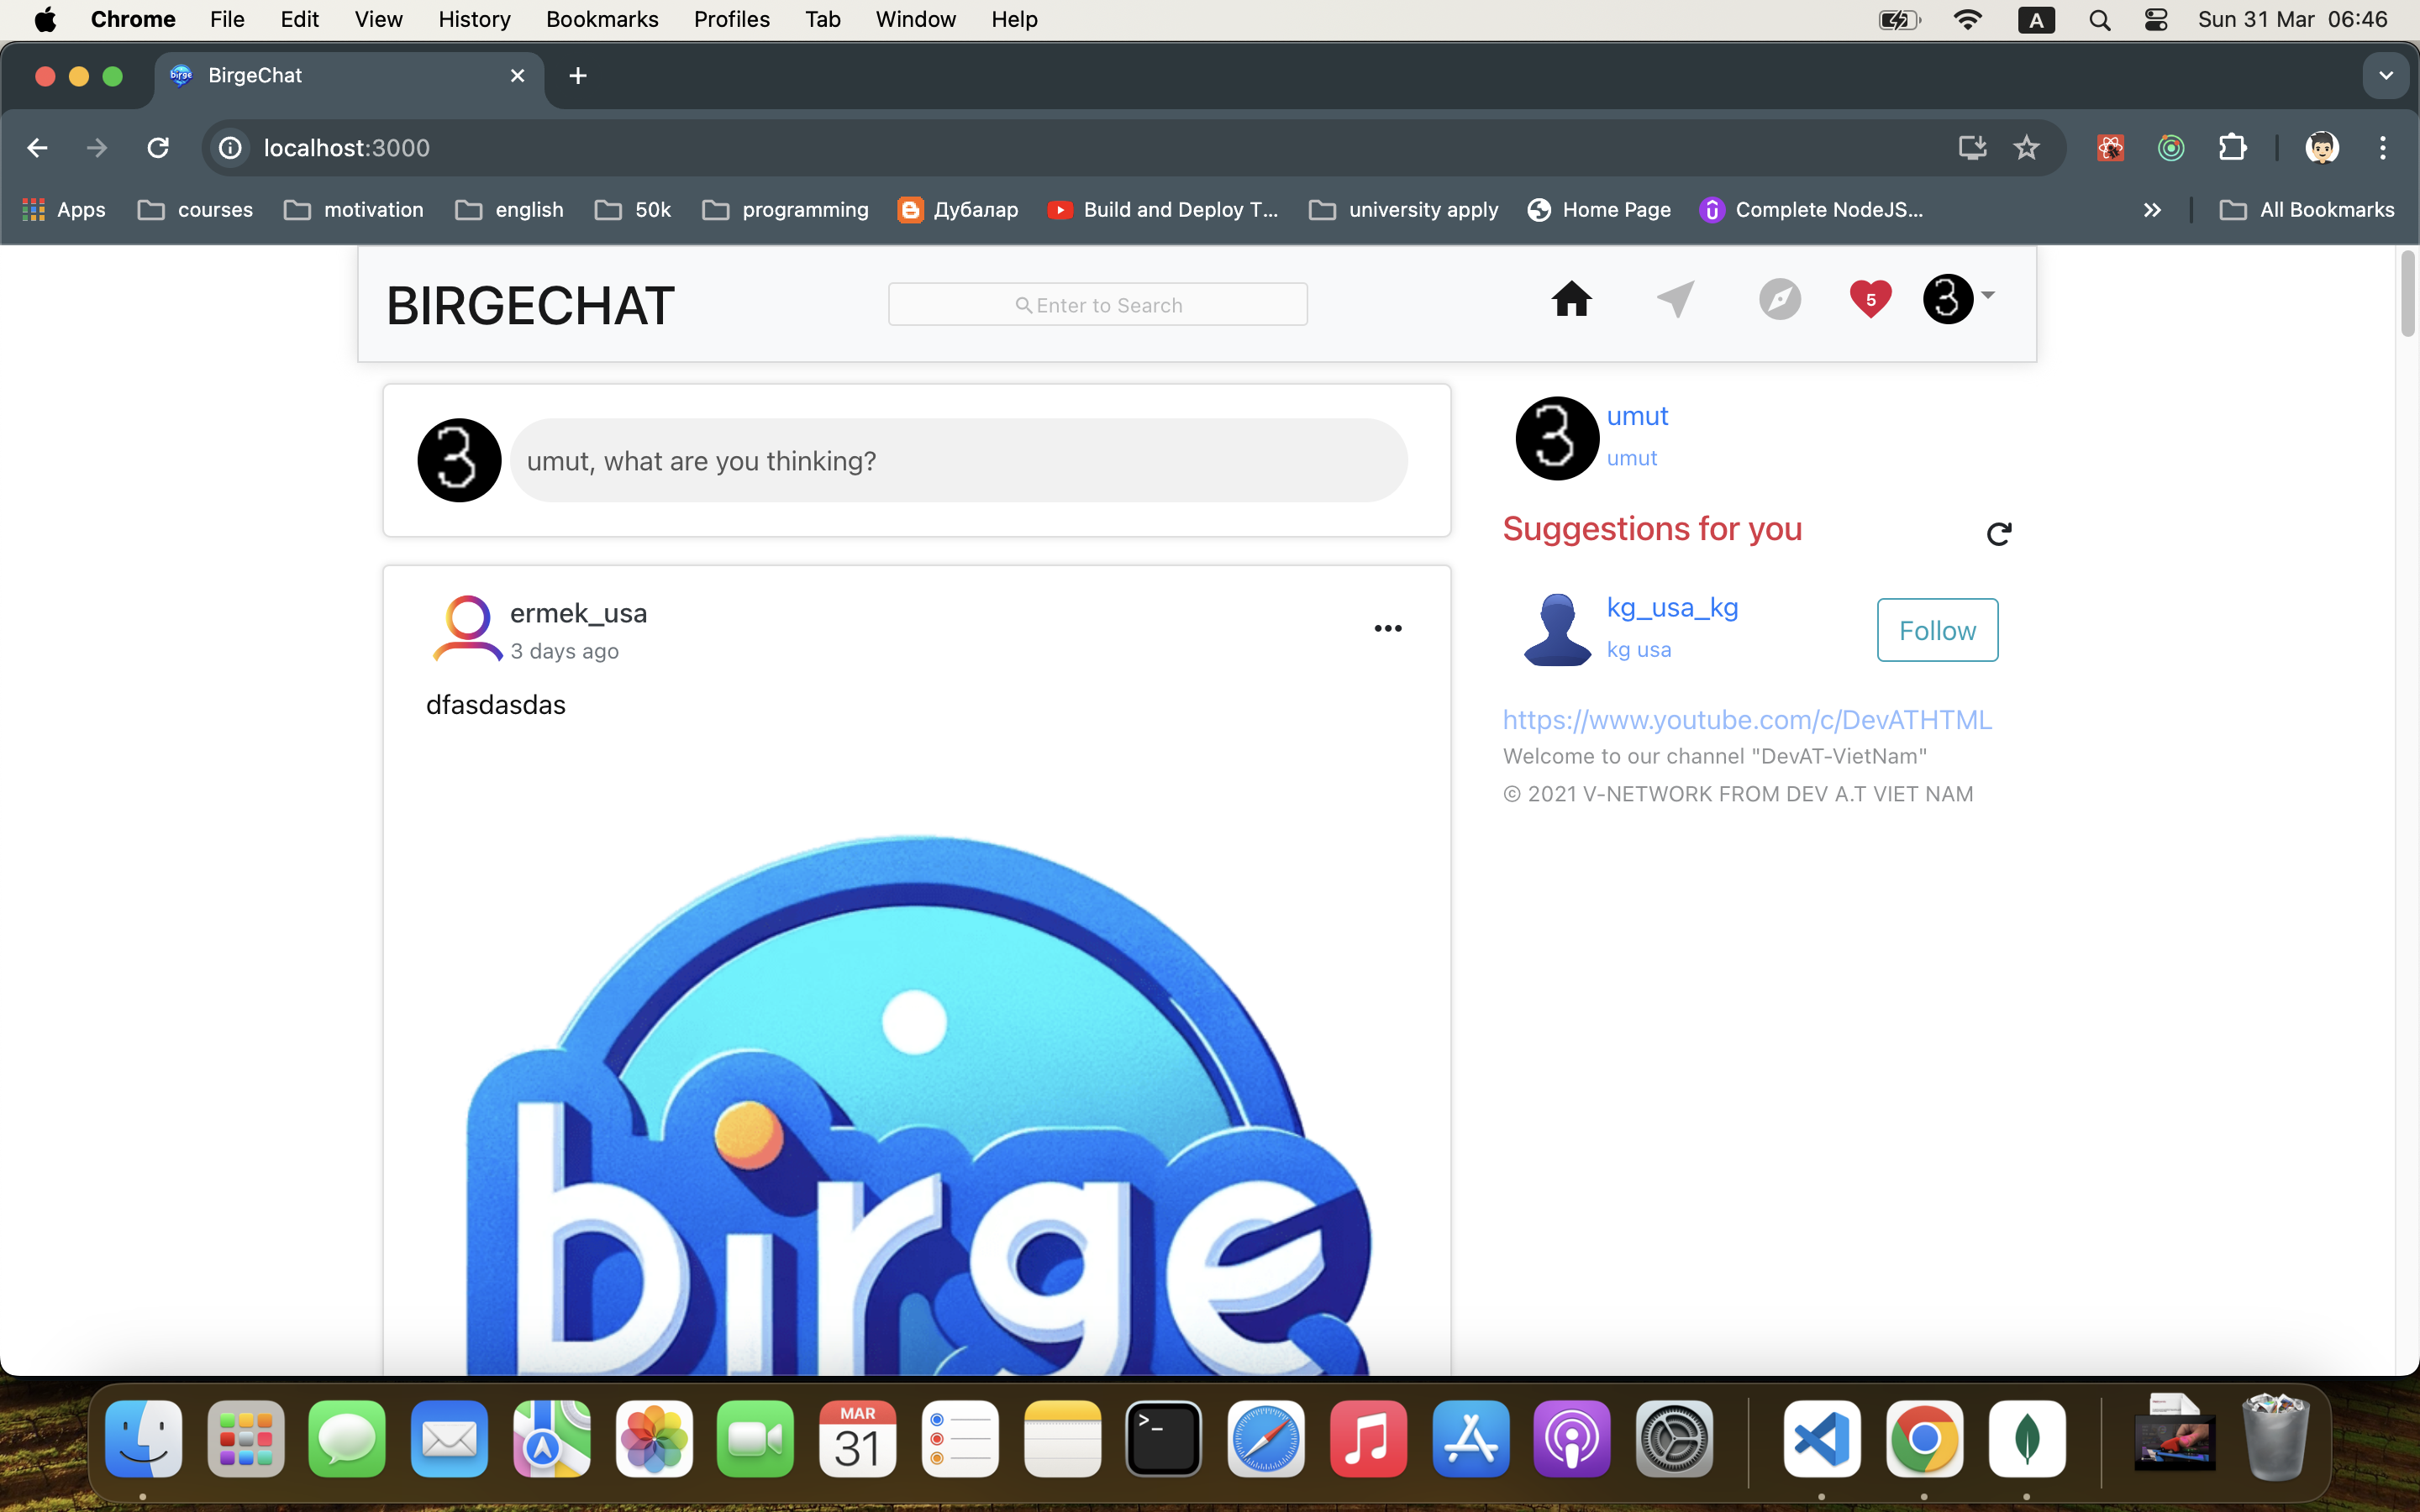 Chrome File Edit View History Bookmarks Profiles Tab Window Help A Sun 31 Mar 06:46
birge BirgeChat
localhost:3000
Apps courses motivation english 50k programming Дубалар Build and Deploy T... university apply Home Page Complete NodeJS... All Bookmarks
BIRGECHAT Enter to Search 5 3
3 umut, what are you thinking?
ermek_usa
3 days ago
dfasdasdas
birge
3 umut
umut
Suggestions for you
kg_usa_kg
kg usa
Follow
https://www.youtube.com/c/DevATHTML
Welcome to our channel "DevAT-VietNam"
© 2021 V-NETWORK FROM DEV A.T VIET NAM
MAR
31